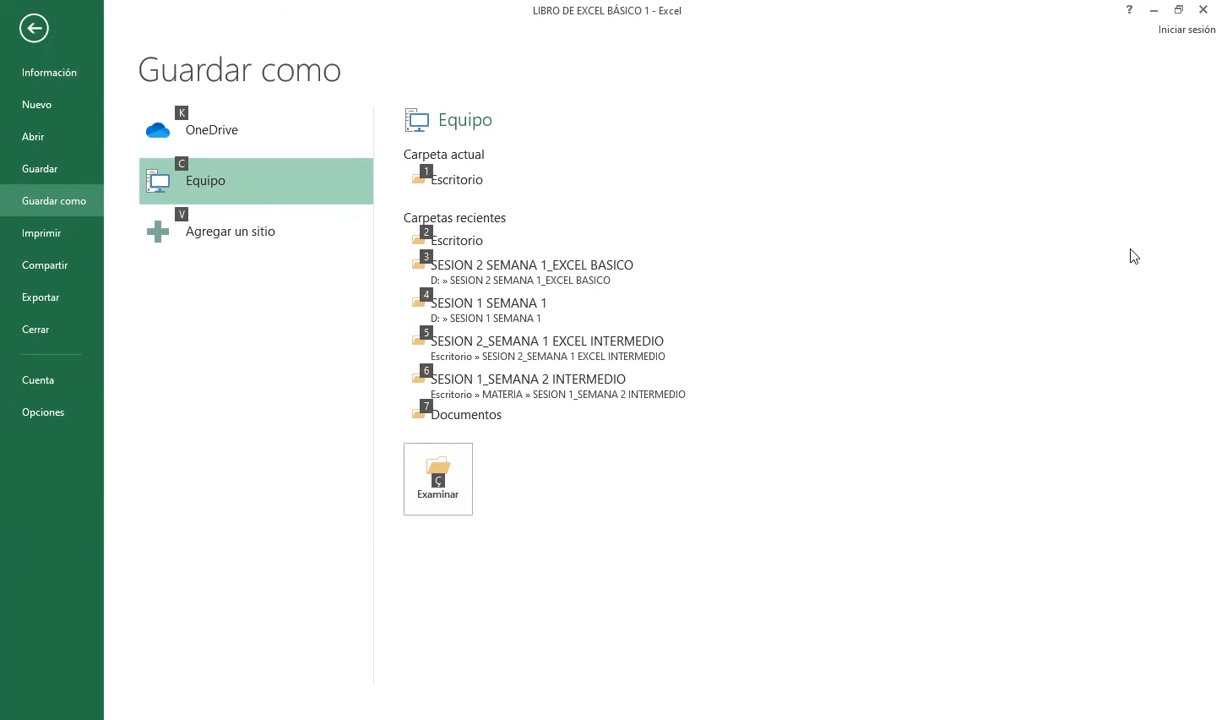 LIBRO DE EXCEL BÁSICO 1 - Excel
?
Iniciar sesión
Información
Nuevo
Abrir
Guardar
Guardar como
Imprimir
Compartir
Exportar
Cerrar
Cuenta
Opciones
Guardar como
K
OneDrive
C
Equipo
V
Agregar un sitio
Equipo
Carpeta actual
1
Escritorio
Carpetas recientes
2
Escritorio
3
SESION 2 SEMANA 1_EXCEL BASICO
D: » SESION 2 SEMANA 1_EXCEL BASICO
4
SESION 1 SEMANA 1
D: » SESION 1 SEMANA 1
5
SESION 2_SEMANA 1 EXCEL INTERMEDIO
Escritorio » SESION 2_SEMANA 1 EXCEL INTERMEDIO
6
SESION 1_SEMANA 2 INTERMEDIO
Escritorio » MATERIA » SESION 1_SEMANA 2 INTERMEDIO
7
Documentos
Ç
Examinar